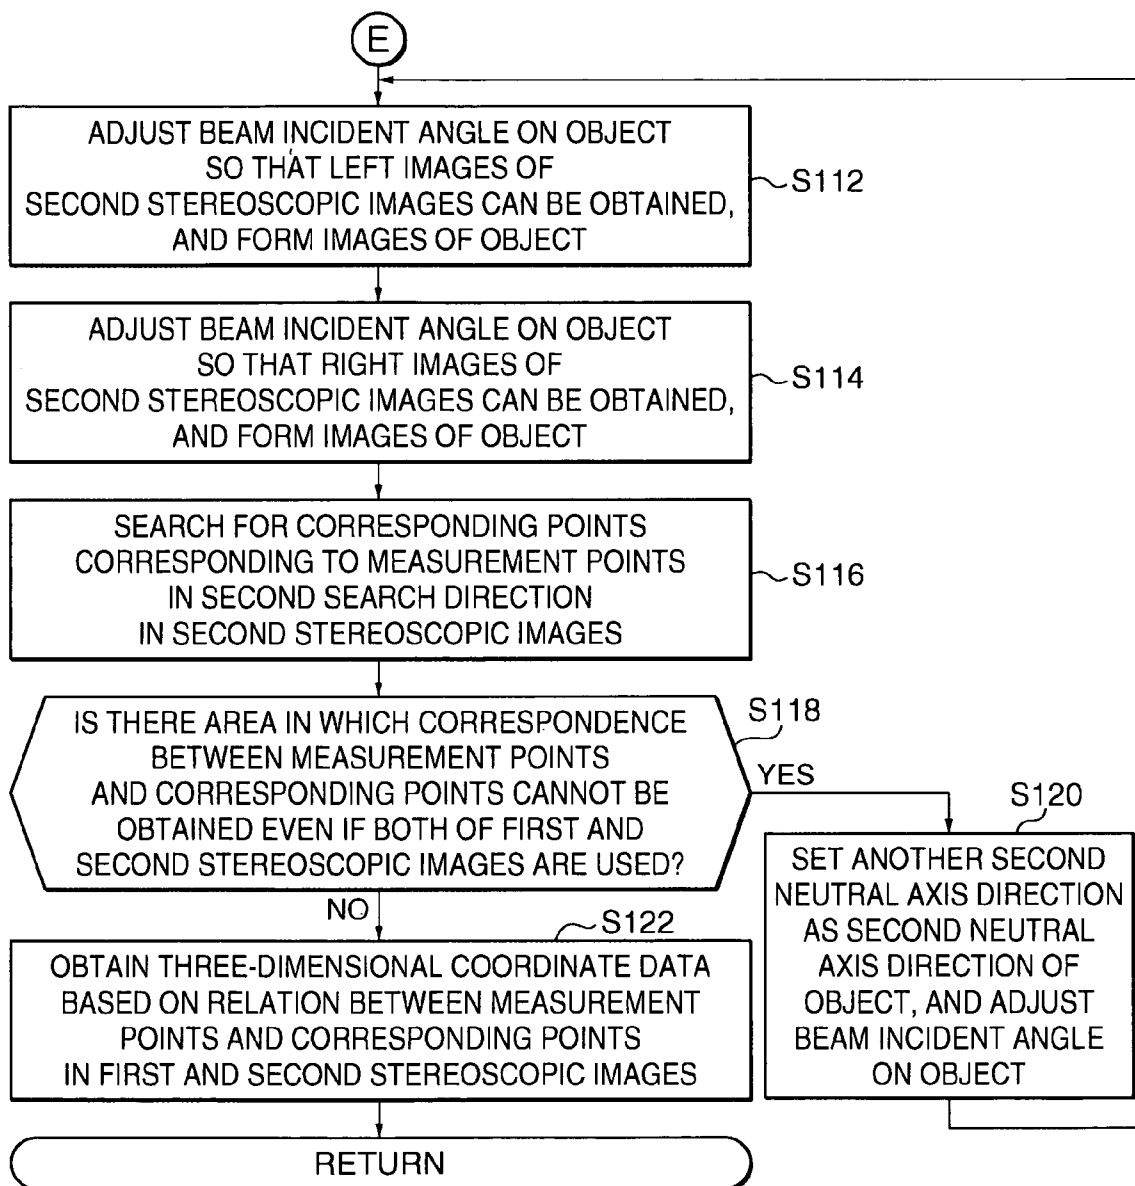 E
ADJUST BEAM INCIDENT ANGLE ON OBJECT
SO THAT LEFT IMAGES OF
SECOND STEREOSCOPIC IMAGES CAN BE OBTAINED,
AND FORM IMAGES OF OBJECT
S112
ADJUST BEAM INCIDENT ANGLE ON OBJECT
SO THAT RIGHT IMAGES OF
SECOND STEREOSCOPIC IMAGES CAN BE OBTAINED,
AND FORM IMAGES OF OBJECT
S114
SEARCH FOR CORRESPONDING POINTS
CORRESPONDING TO MEASUREMENT POINTS
IN SECOND SEARCH DIRECTION
IN SECOND STEREOSCOPIC IMAGES
S116
IS THERE AREA IN WHICH CORRESPONDENCE
BETWEEN MEASUREMENT POINTS
AND CORRESPONDING POINTS CANNOT BE
OBTAINED EVEN IF BOTH OF FIRST AND
SECOND STEREOSCOPIC IMAGES ARE USED?
S118
YES
S120
SET ANOTHER SECOND
NEUTRAL AXIS DIRECTION
AS SECOND NEUTRAL
AXIS DIRECTION OF
OBJECT, AND ADJUST
BEAM INCIDENT ANGLE
ON OBJECT
NO
S122
OBTAIN THREE-DIMENSIONAL COORDINATE DATA
BASED ON RELATION BETWEEN MEASUREMENT
POINTS AND CORRESPONDING POINTS
IN FIRST AND SECOND STEREOSCOPIC IMAGES
RETURN